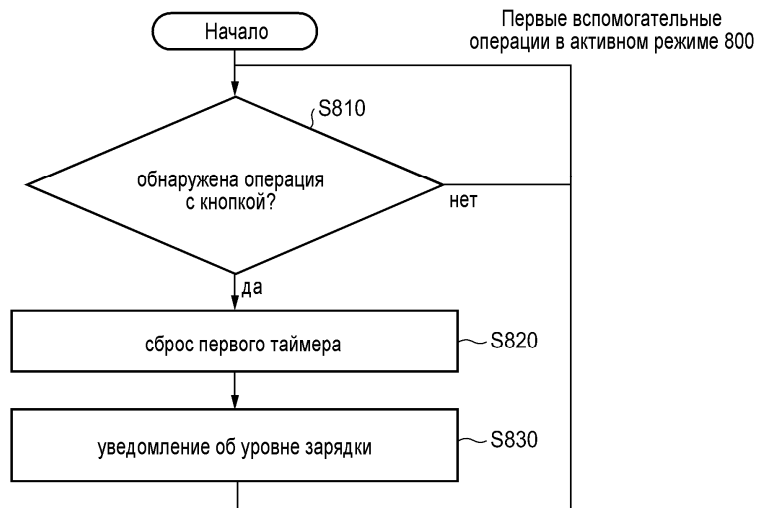 Начало
Первые вспомогательные
операции в активном режиме 800
S810
обнаружена операция
с кнопкой?
нет
да
сброс первого таймера
S820
уведомление об уровне зарядки
S830